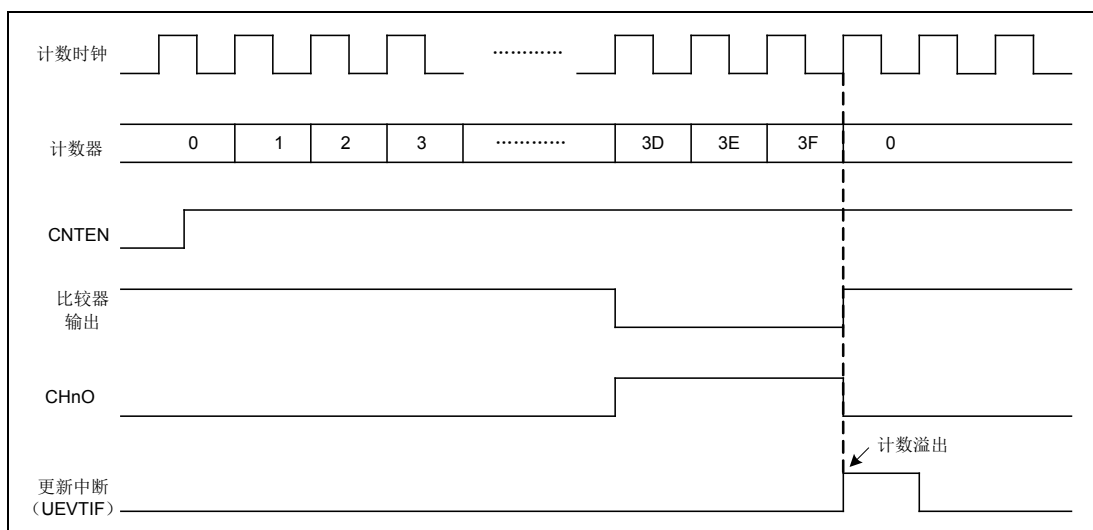 计数时钟 …………
计数器 0 1 2 3 ………… 3D 3E 3F 0
CNTEN
比较器
输出
CHnO
计数溢出
更新中断
（UEVTIF）